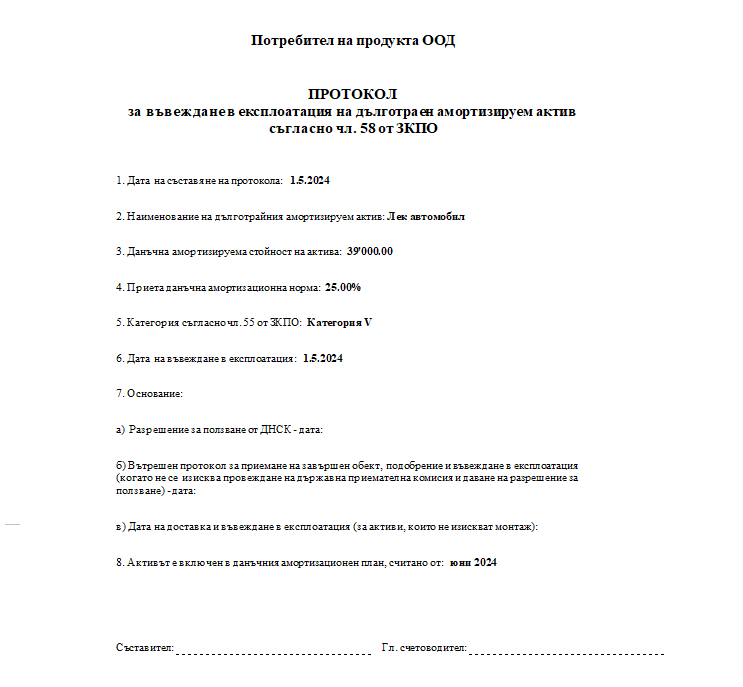 Потребител на продукта ООД
ПРОТОКОЛ
за въвеждане в експлоатация на дълготраен амортизируем актив
съгласно чл. 58 от ЗКПО
1. Дата на съставяне на протокола: 1.5.2024
2. Наименование на дълготрайния амортизируем актив: Лек автомобил
3. Данъчна амортизируема стойност на актива: 39'000.00
4. Приета данъчна амортизационна норма: 25.00%
5. Категория съгласно чл. 55 от ЗКПО: Категория V
6. Дата на въвеждане в експлоатация: 1.5.2024
7. Основание:
а) Разрешение за ползване от ДНСК - дата:
б) Вътрешен протокол за приемане на завършен обект, подобрение и въвеждане в експлоатация
(когато не се изисква провеждане на държавна приемателна комисия и даване на разрешение за
ползване) -дата:
в) Дата на доставка и въвеждане в експлоатация (за активи, които не изискват монтаж):
8. Активът е включен в данъчния амортизационен план, считано от: юни 2024
Съставител: Гл. счетоводител: